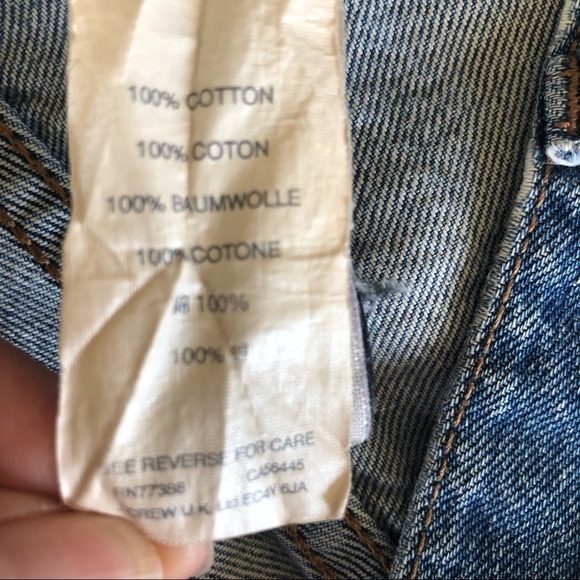 100% COTTON
100% COTON
100% BAUMWOLLE
100% COTONE
綿 100%
100%
SEE REVERSE FOR CARE
RN77388 CA56445
CREW U.K. Ltd. EC4Y 6JA